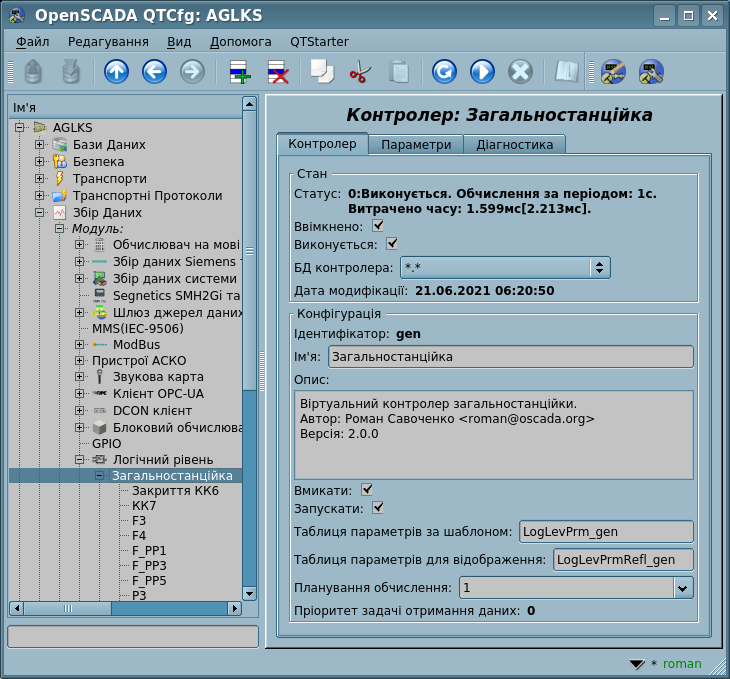 OpenSCADA QTCfg: AGLKS
Файл Редагування Вид Допомога QTStarter
Ім'я
AGLKS
Бази Даних
Безпека
Транспорти
Транспортні Протоколи
Збір Даних
Модуль:
Обчислювач на мові
Збір даних Siemens
Збір даних системи
Segnetics SMH2Gi та
Шлюз джерел даних
MMS(IEC-9506)
ModBus
Пристрої АСКО
Звукова карта
Клієнт OPC-UA
DCON клієнт
Блоковий обчислюва
GPIO
Логічний рівень
Загальностанційка
Закриття КК6
КК7
F3
F4
F_PP1
F_PP3
F_PP5
P3
Контролер: Загальностанційка
Контролер Параметри Діагностика
Стан
Статус: 0:Виконується. Обчислення за періодом: 1с.
Витрачено часу: 1.599мс[2.213мс].
Ввімкнено:
Виконується:
БД контролера: *.*
Дата модифікації: 21.06.2021 06:20:50
Конфігурація
Ідентифікатор: gen
Ім'я: Загальностанційка
Опис:
Віртуальний контролер загальностанційки.
Автор: Роман Савоченко <roman@oscada.org>
Версія: 2.0.0
Вмикати:
Запускати:
Таблиця параметрів за шаблоном: LogLevPrm_gen
Таблиця параметрів для відображення: LogLevPrmRefl_gen
Планування обчислення: 1
Пріоритет задачі отримання даних: 0
* roman